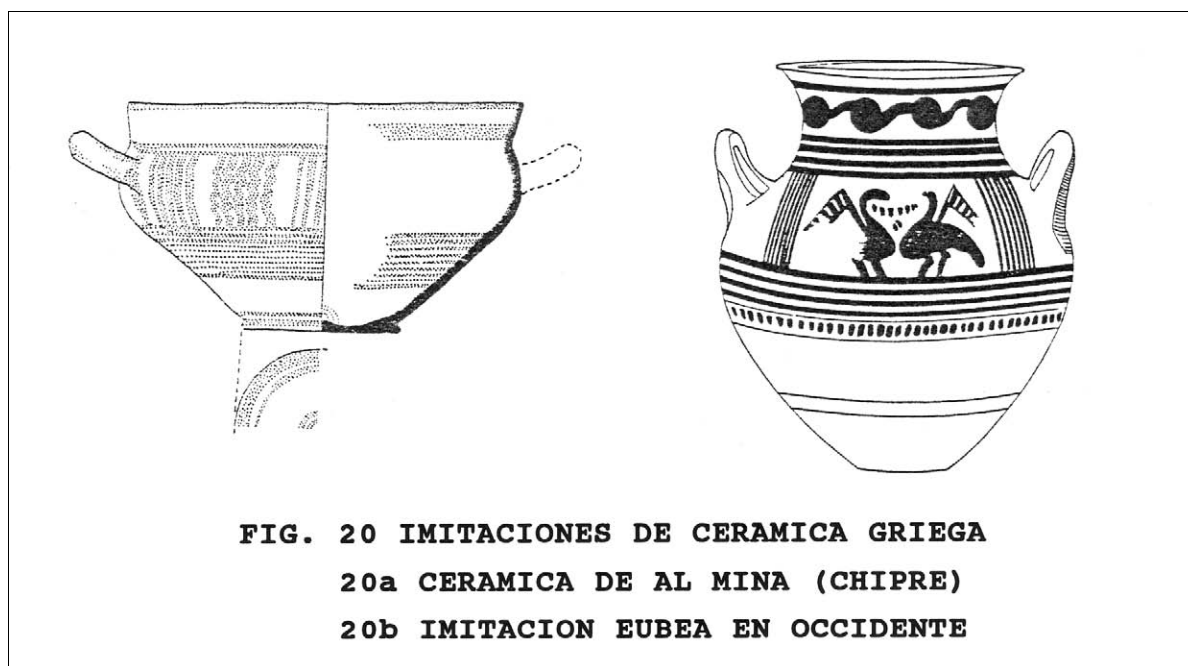 FIG. 20 IMITACIONES DE CERAMICA GRIEGA
20a CERAMICA DE AL MINA (CHIPRE)
20b IMITACION EUBEA EN OCCIDENTE